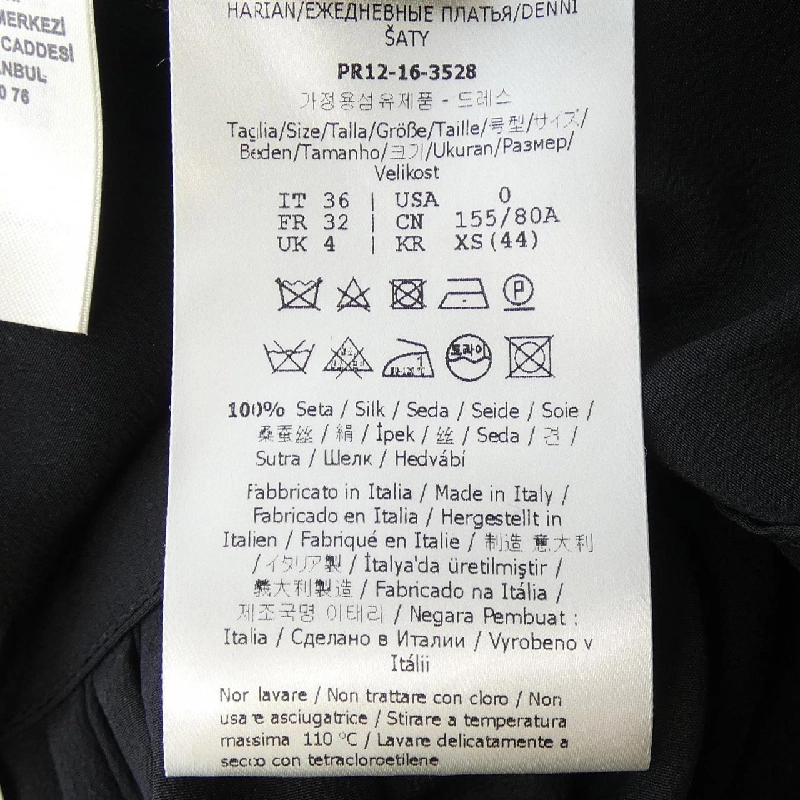 MERKEZİ
CADDESİ
ANBUL
0 76
HARIAN/ЕЖЕДНЕВНЫЕ ПЛАТЬЯ/DENNÍ
ŠATY
PR12-16-3528
가정용섬유제품 - 드레스
Taglia/Size/Talla/Größe/Taille/号型/サイズ/
Beden/Tamanho/크기/Ukuran/Размер/
Velikost
IT 36 | USA 0
FR 32 | CN 155/80A
UK 4 | KR XS(44)
P
드라이
100% Seta / Silk / Seda / Seide / Soie /
桑蚕丝 / 絹 / İpek / 丝 / Seda / 견 /
Sutra / Шелк / Hedvábí
Fabbricato in Italia / Made in Italy /
Fabricado en Italia / Hergestellt in
Italien / Fabriqué en Italie / 制造 意大利
/イタリア製 / İtalya'da üretilmiştir /
義大利製造 / Fabricado na Itália /
제조국명 이태리 / Negara Pembuat :
Italia / Сделано в Италии / Vyrobeno v
Itálii
Non lavare / Non trattare con cloro / Non
usare asciugatrice / Stirare a temperatura
massima 110 °C / Lavare delicatamente a
secco con tetracloroetilene